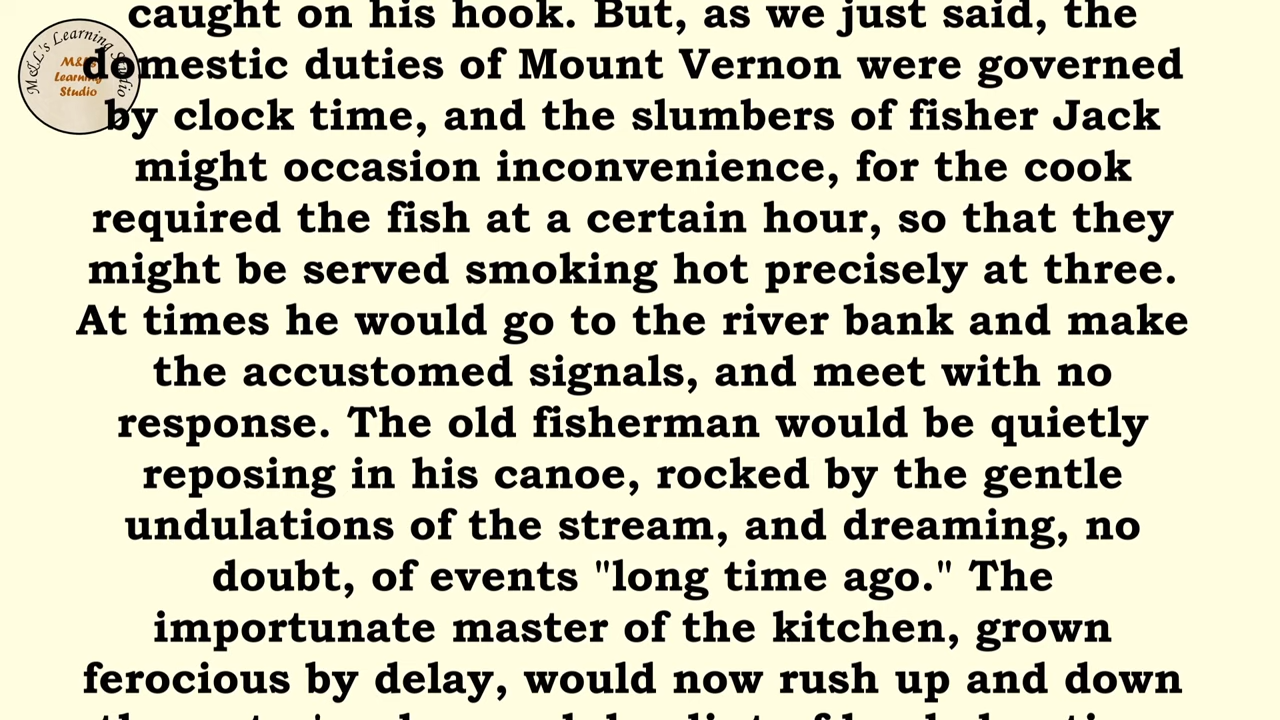 caught on his hook. But, as we just said, the
domestic duties of Mount Vernon were governed
by clock time, and the slumbers of fisher Jack
might occasion inconvenience, for the cook
required the fish at a certain hour, so that they
might be served smoking hot precisely at three.
At times he would go to the river bank and make
the accustomed signals, and meet with no
response. The old fisherman would be quietly
reposing in his canoe, rocked by the gentle
undulations of the stream, and dreaming, no
doubt, of events "long time ago." The
importunate master of the kitchen, grown
ferocious by delay, would now rush up and down
M&L's Learning Studio
M&L's
Learning
Studio